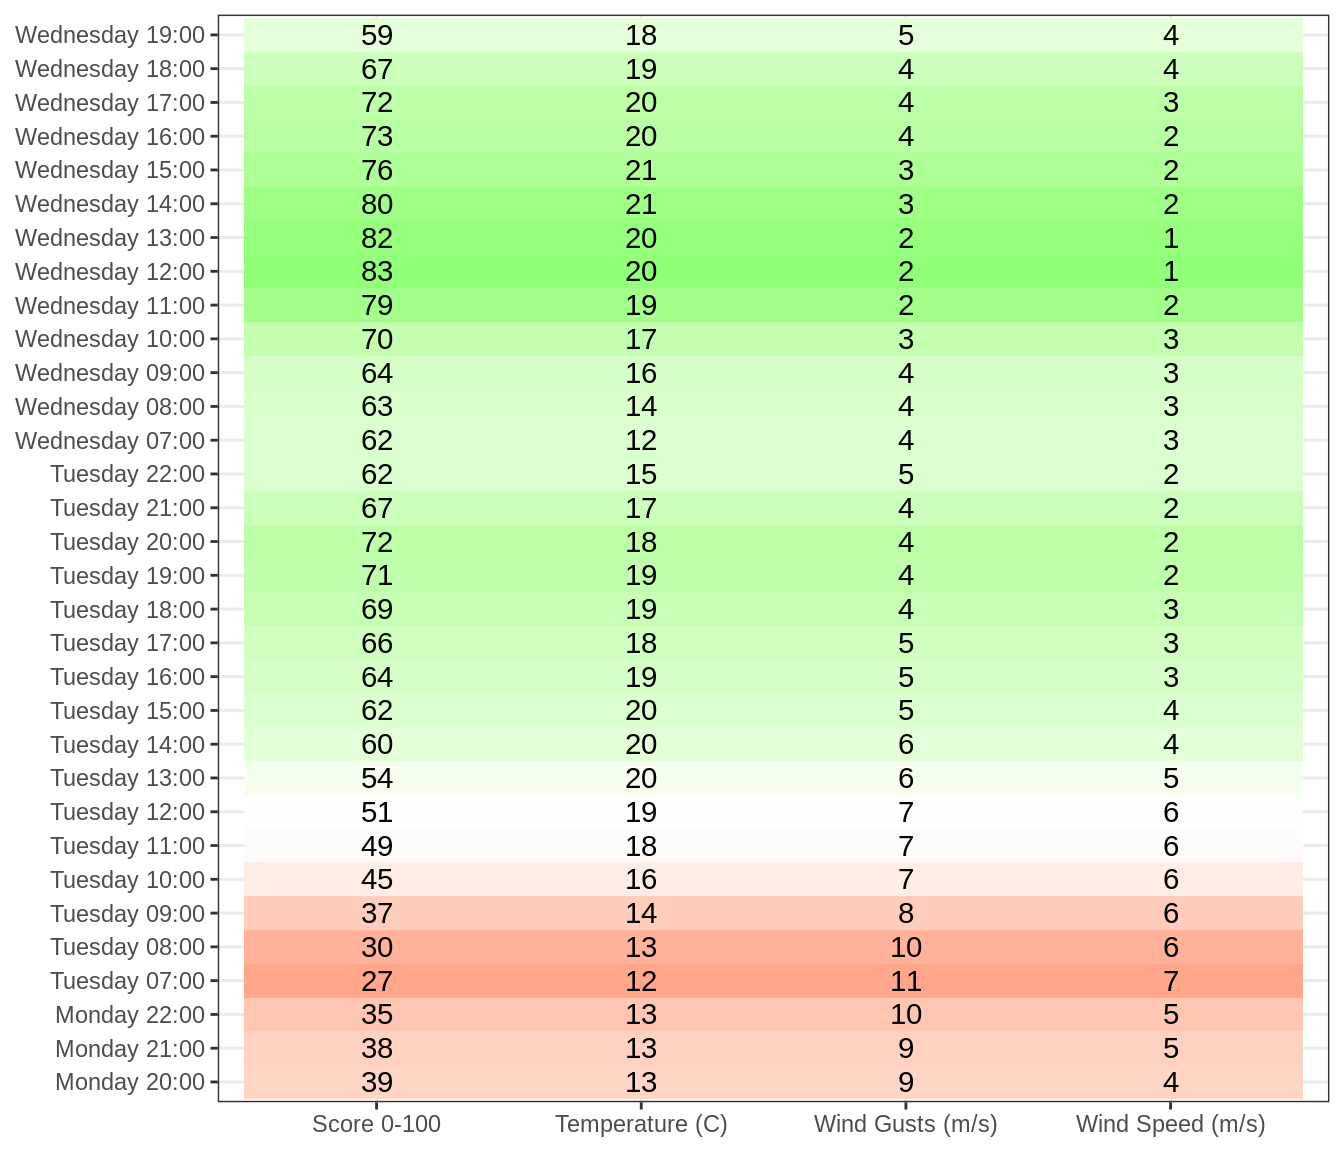 Wednesday 19:00 59 18 5 4
Wednesday 18:00 67 19 4 4
Wednesday 17:00 72 20 4 3
Wednesday 16:00 73 20 4 2
Wednesday 15:00 76 21 3 2
Wednesday 14:00 80 21 3 2
Wednesday 13:00 82 20 2 1
Wednesday 12:00 83 20 2 1
Wednesday 11:00 79 19 2 2
Wednesday 10:00 70 17 3 3
Wednesday 09:00 64 16 4 3
Wednesday 08:00 63 14 4 3
Wednesday 07:00 62 12 4 3
Tuesday 22:00 62 15 5 2
Tuesday 21:00 67 17 4 2
Tuesday 20:00 72 18 4 2
Tuesday 19:00 71 19 4 2
Tuesday 18:00 69 19 4 3
Tuesday 17:00 66 18 5 3
Tuesday 16:00 64 19 5 3
Tuesday 15:00 62 20 5 4
Tuesday 14:00 60 20 6 4
Tuesday 13:00 54 20 6 5
Tuesday 12:00 51 19 7 6
Tuesday 11:00 49 18 7 6
Tuesday 10:00 45 16 7 6
Tuesday 09:00 37 14 8 6
Tuesday 08:00 30 13 10 6
Tuesday 07:00 27 12 11 7
Monday 22:00 35 13 10 5
Monday 21:00 38 13 9 5
Monday 20:00 39 13 9 4
Score 0-100 Temperature (C) Wind Gusts (m/s) Wind Speed (m/s)